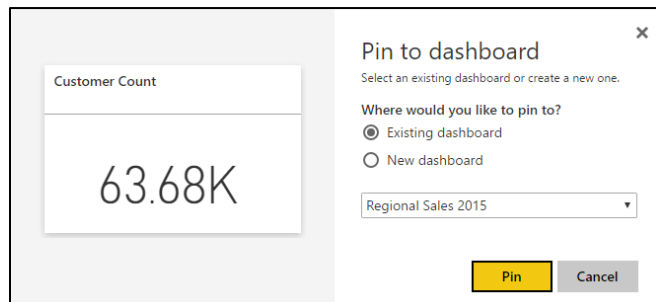 Customer Count
63.68K
Pin to dashboard
Select an existing dashboard or create a new one.
Where would you like to pin to?
Existing dashboard
New dashboard
Regional Sales 2015
Pin
Cancel